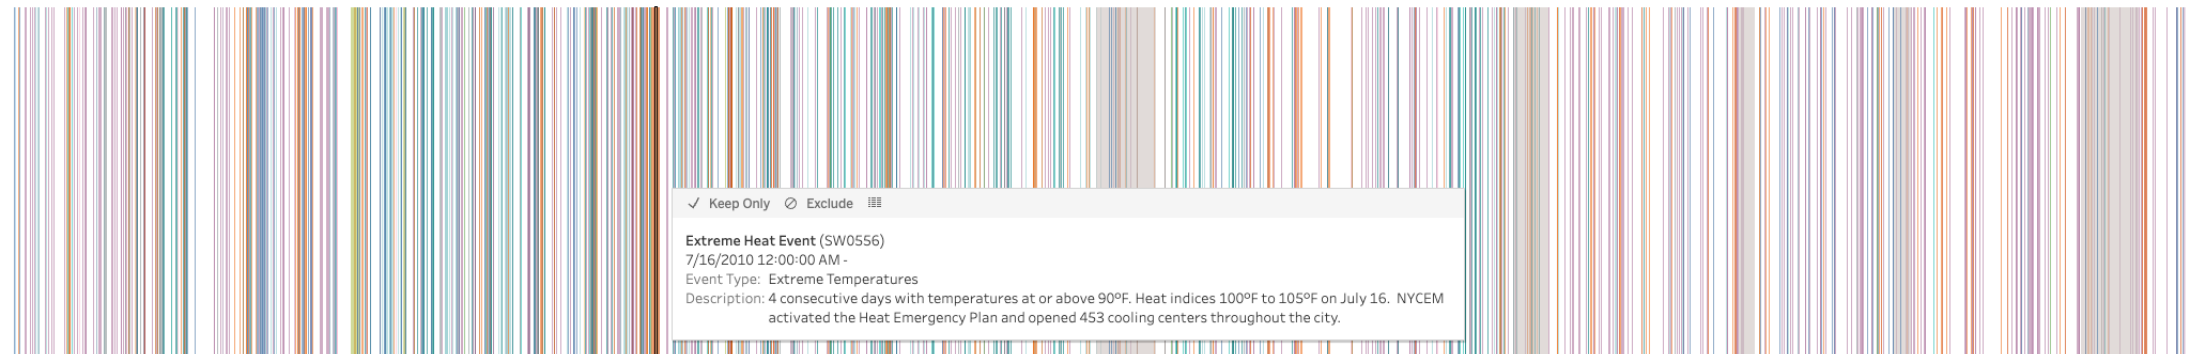 Keep Only Exclude
Extreme Heat Event (SW0556)
7/16/2010 12:00:00 AM -
Event Type: Extreme Temperatures
Description: 4 consecutive days with temperatures at or above 90ºF. Heat indices 100ºF to 105ºF on July 16.  NYCEM
activated the Heat Emergency Plan and opened 453 cooling centers throughout the city.